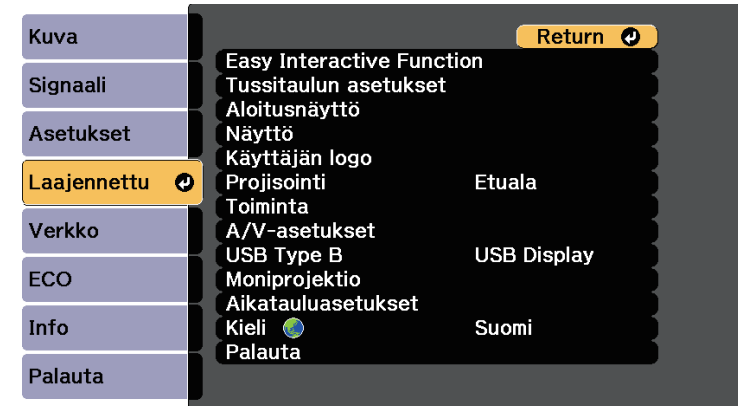 Kuva
Signaali
Asetukset
Laajennettu
Verkko
ECO
Info
Palauta
Return
Easy Interactive Function
Tussitaulun asetukset
Aloitusnäyttö
Näyttö
Käyttäjän logo
Projisointi Etuala
Toiminta
A/V-asetukset
USB Type B USB Display
Moniprojektio
Aikatauluasetukset
Kieli Suomi
Palauta